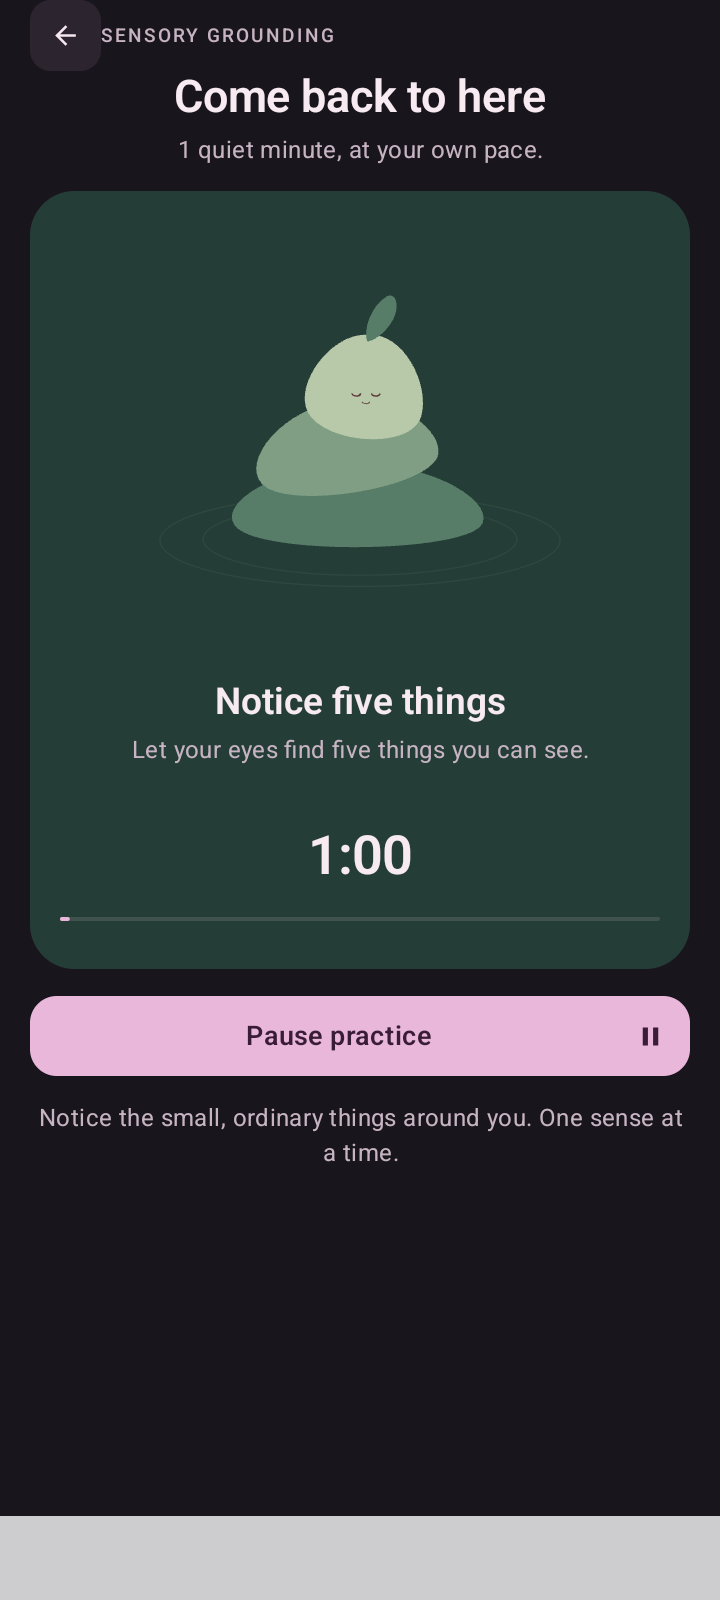 SENSORY GROUNDING
Come back to here
1 quiet minute, at your own pace.
Notice five things
Let your eyes find five things you can see.
1:00
Pause practice
Notice the small, ordinary things around you. One sense at
a time.